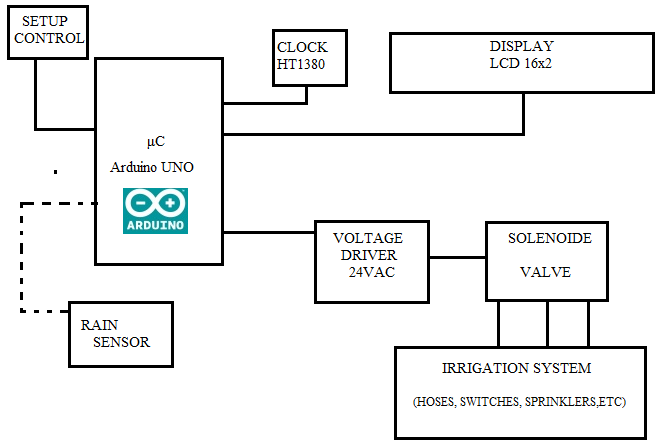 SETUP
CONTROL
CLOCK
HT1380
DISPLAY
LCD 16x2
µC
Arduino UNO
ARDUINO
VOLTAGE
DRIVER
24VAC
SOLENOIDE
VALVE
RAIN
SENSOR
IRRIGATION SYSTEM
(HOSES, SWITCHES, SPRINKLERS,ETC)